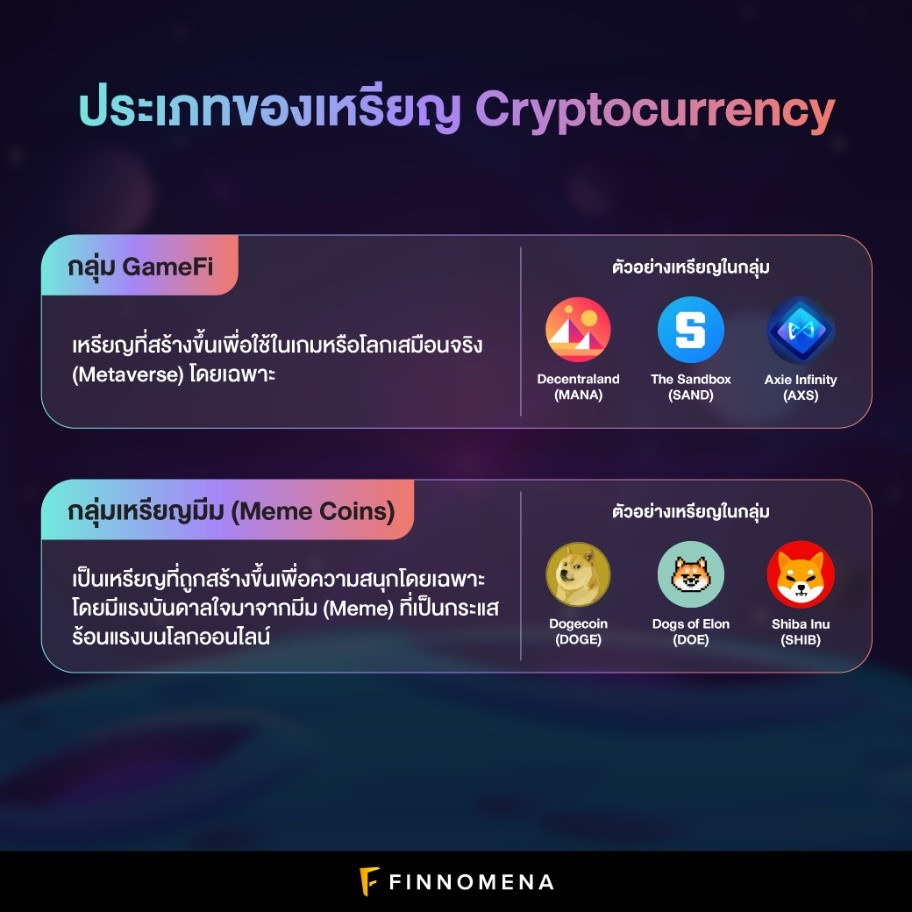 ประเภทของเหรียญ Cryptocurrency
กลุ่ม GameFi
เหรียญที่สร้างขึ้นเพื่อใช้ในเกมหรือโลกเสมือนจริง
(Metaverse) โดยเฉพาะ
ตัวอย่างเหรียญในกลุ่ม
Decentraland
(MANA)
The Sandbox
(SAND)
Axie Infinity
(AXS)
กลุ่มเหรียญมีม (Meme Coins)
เป็นเหรียญที่ถูกสร้างขึ้นเพื่อความสนุกโดยเฉพาะ
โดยมีแรงบันดาลใจมาจากมีม (Meme) ที่เป็นกระแส
ร้อนแรงบนโลกออนไลน์
ตัวอย่างเหรียญในกลุ่ม
Dogecoin
(DOGE)
Dogs of Elon
(DOE)
Shiba Inu
(SHIB)
FINNOMENA